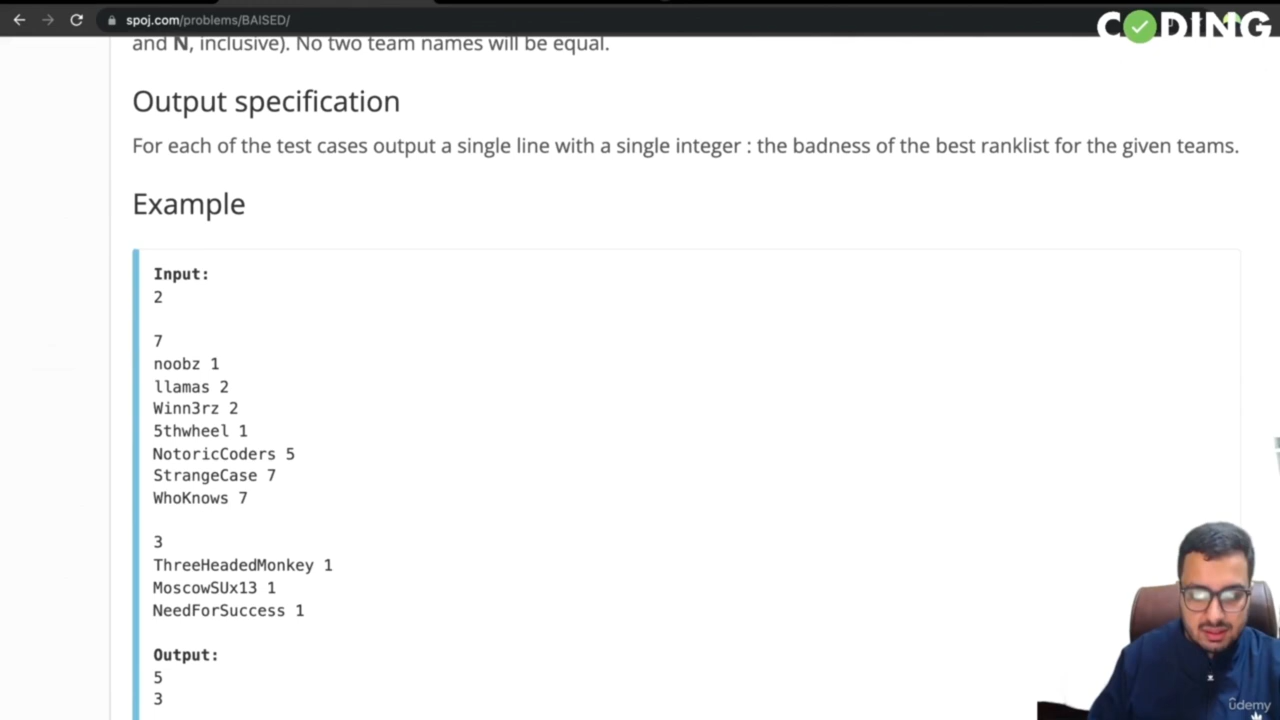 spoj.com/problems/BAISED/
CODING
and N, inclusive). No two team names will be equal.
Output specification
For each of the test cases output a single line with a single integer : the badness of the best ranklist for the given teams.
Example
Input:
2
7
noobz 1
llamas 2
Winn3rz 2
5thwheel 1
NotoricCoders 5
StrangeCase 7
WhoKnows 7
3
ThreeHeadedMonkey 1
MoscowSUx13 1
NeedForSuccess 1
Output:
5
3
ûdemy